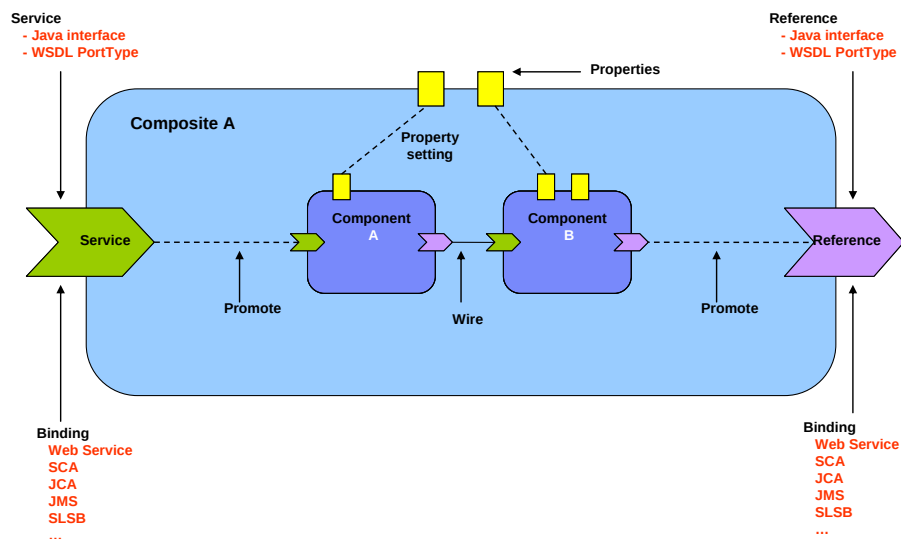 Service
- Java interface
- WSDL PortType
Reference
- Java interface
- WSDL PortType
Properties
Composite A
Property
setting
Component
A
Component
B
Service
Reference
Promote
Wire
Promote
Binding
Web Service
SCA
JCA
JMS
SLSB
...
Binding
Web Service
SCA
JCA
JMS
SLSB
...